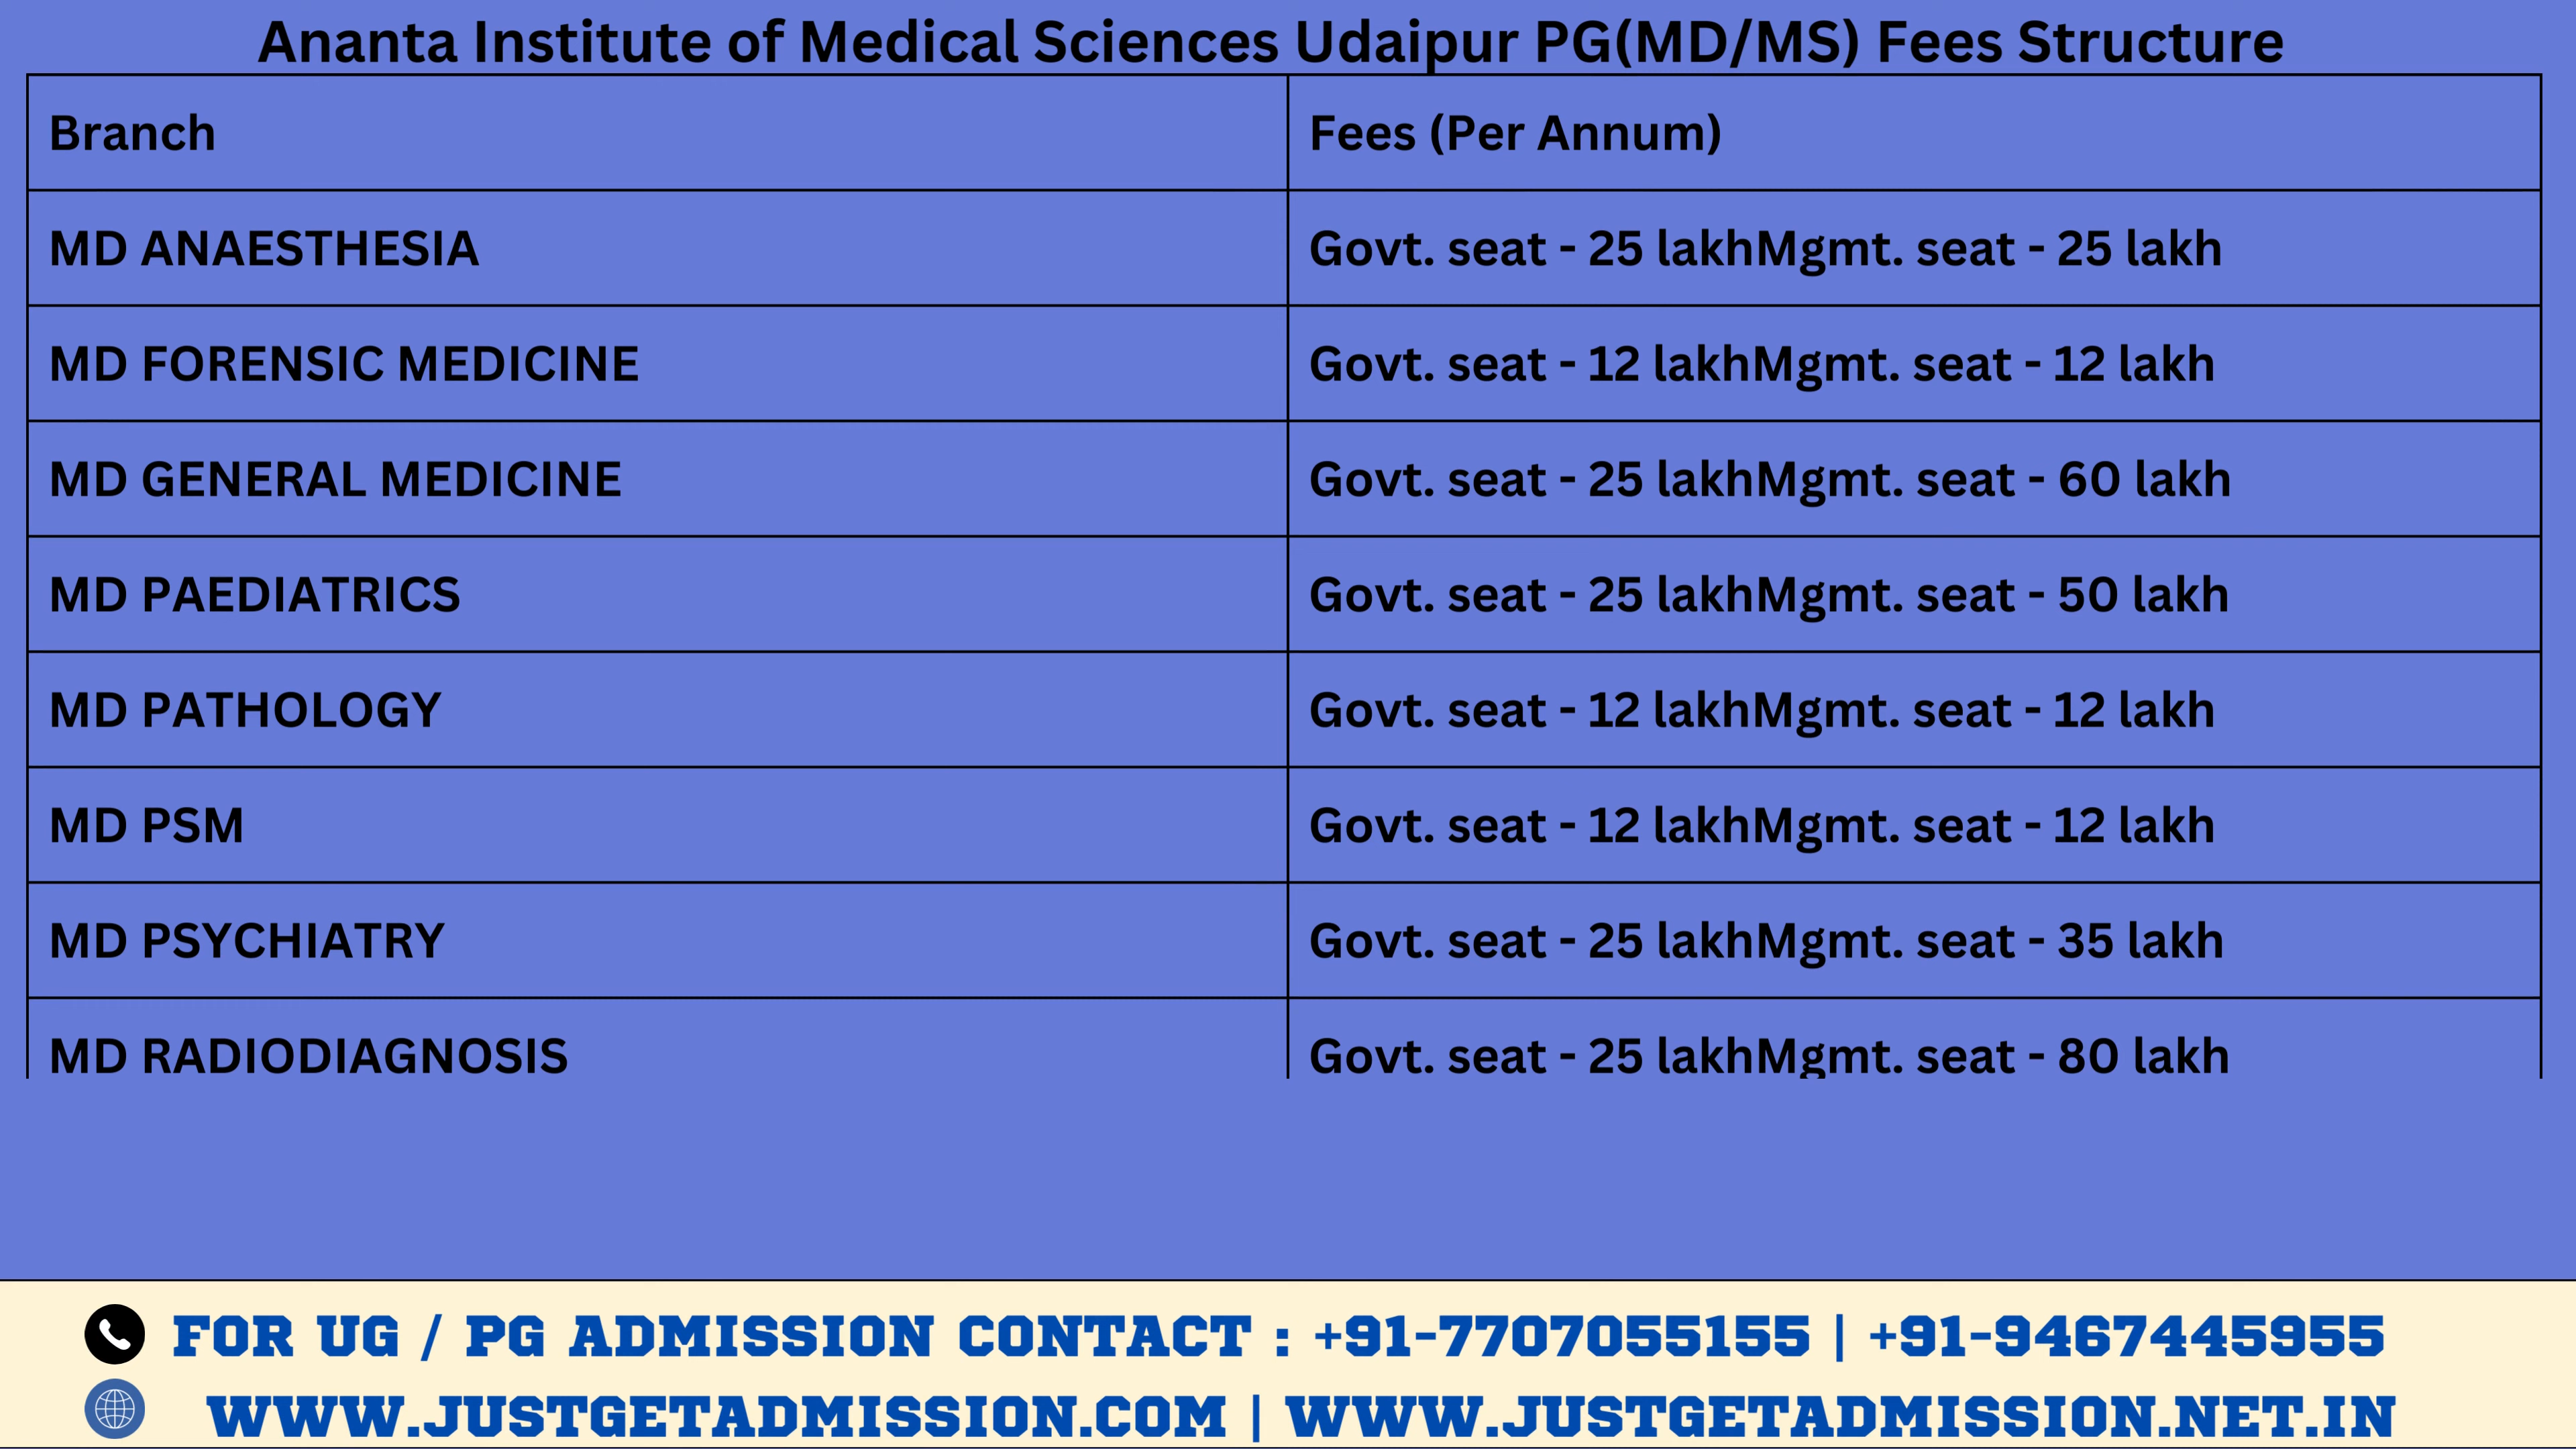 Ananta Institute of Medical Sciences Udaipur PG(MD/MS) Fees Structure
Branch Fees (Per Annum)
MD ANAESTHESIA Govt. seat - 25 lakhMgmt. seat - 25 lakh
MD FORENSIC MEDICINE Govt. seat - 12 lakhMgmt. seat - 12 lakh
MD GENERAL MEDICINE Govt. seat - 25 lakhMgmt. seat - 60 lakh
MD PAEDIATRICS Govt. seat - 25 lakhMgmt. seat - 50 lakh
MD PATHOLOGY Govt. seat - 12 lakhMgmt. seat - 12 lakh
MD PSM Govt. seat - 12 lakhMgmt. seat - 12 lakh
MD PSYCHIATRY Govt. seat - 25 lakhMgmt. seat - 35 lakh
MD RADIODIAGNOSIS Govt. seat - 25 lakhMgmt. seat - 80 lakh
FOR UG / PG ADMISSION CONTACT : +91-7707055155 | +91-9467445955
WWW.JUSTGETADMISSION.COM | WWW.JUSTGETADMISSION.NET.IN